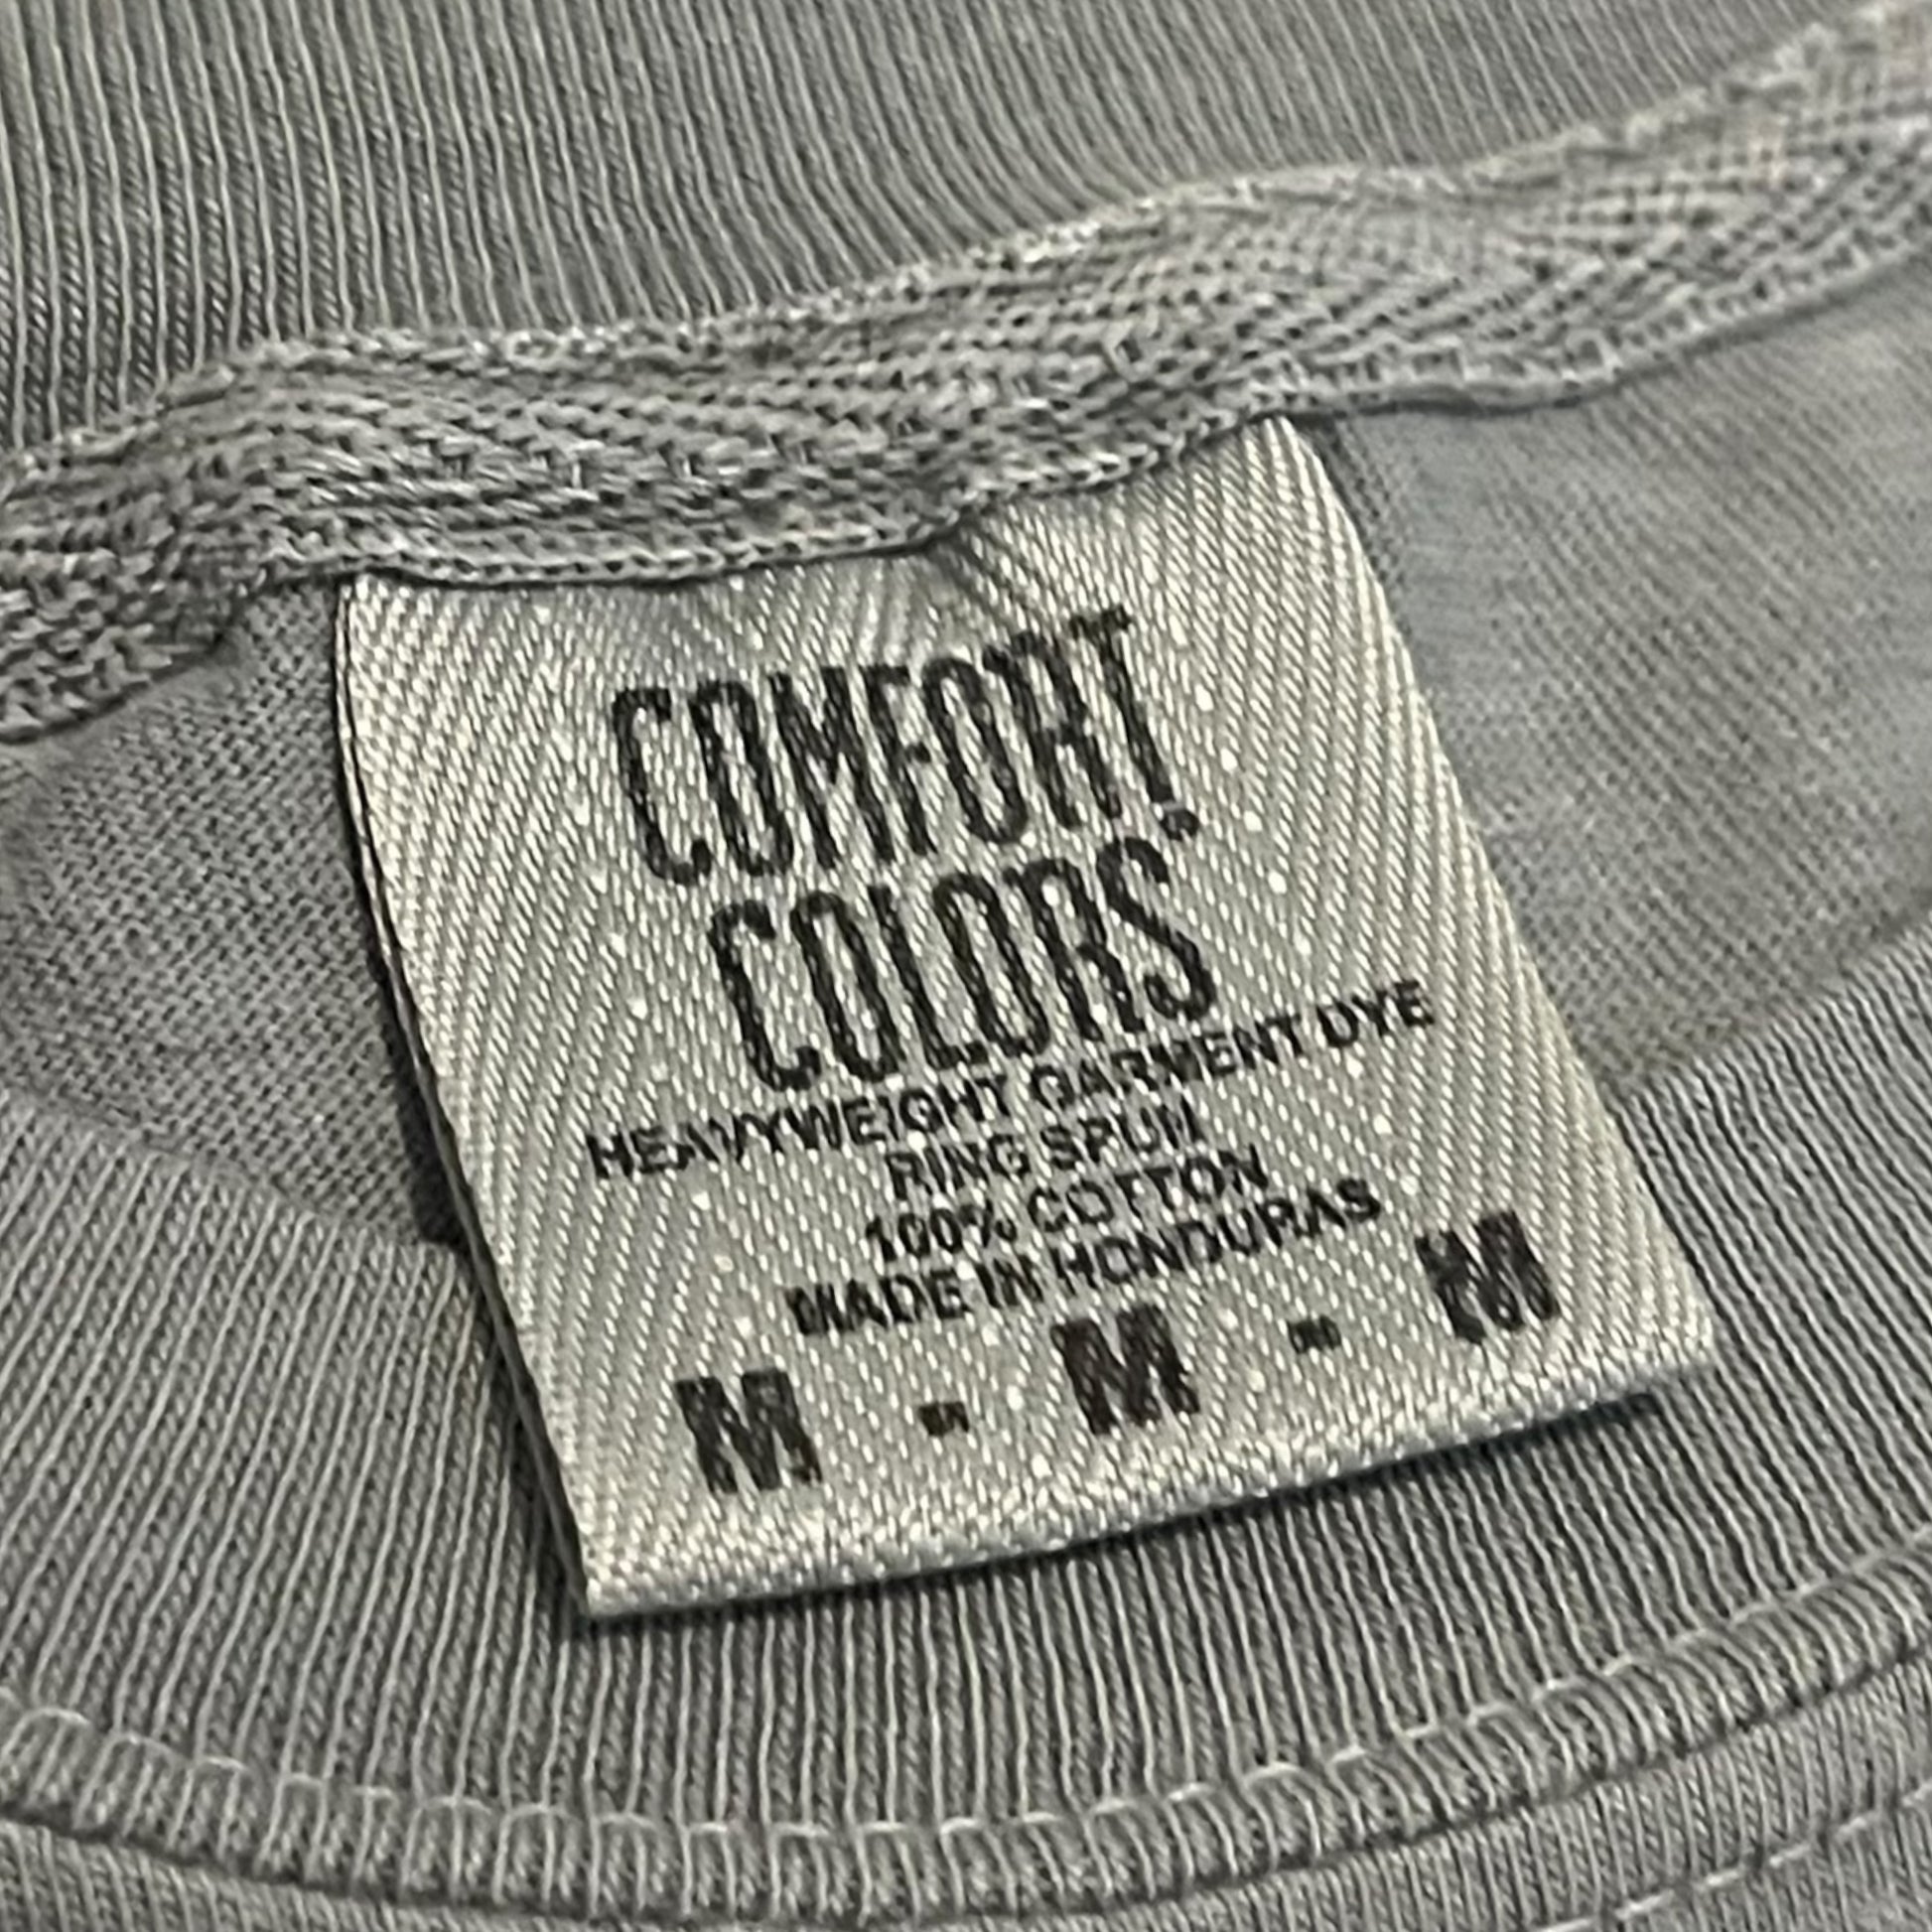 COMFORT
COLORS
HEAVYWEIGHT GARMENT DYE
RING SPUN
100% COTTON
MADE IN HONDURAS
M - M - M